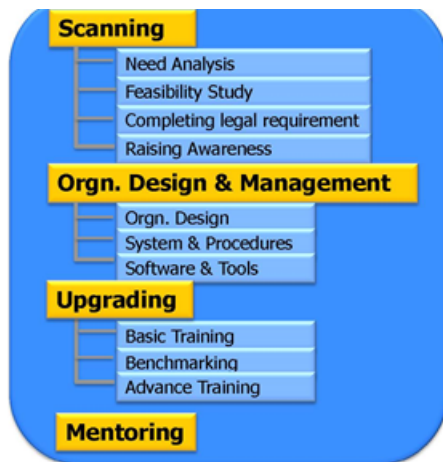 Scanning
Need Analysis
Feasibility Study
Completing legal requirement
Raising Awareness
Orgn. Design & Management
Orgn. Design
System & Procedures
Software & Tools
Upgrading
Basic Training
Benchmarking
Advance Training
Mentoring